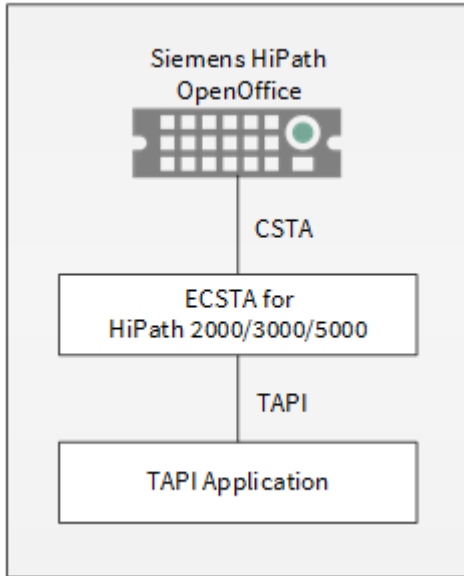 Siemens HiPath
OpenOffice
CSTA
ECSTA for
HiPath 2000/3000/5000
TAPI
TAPI Application